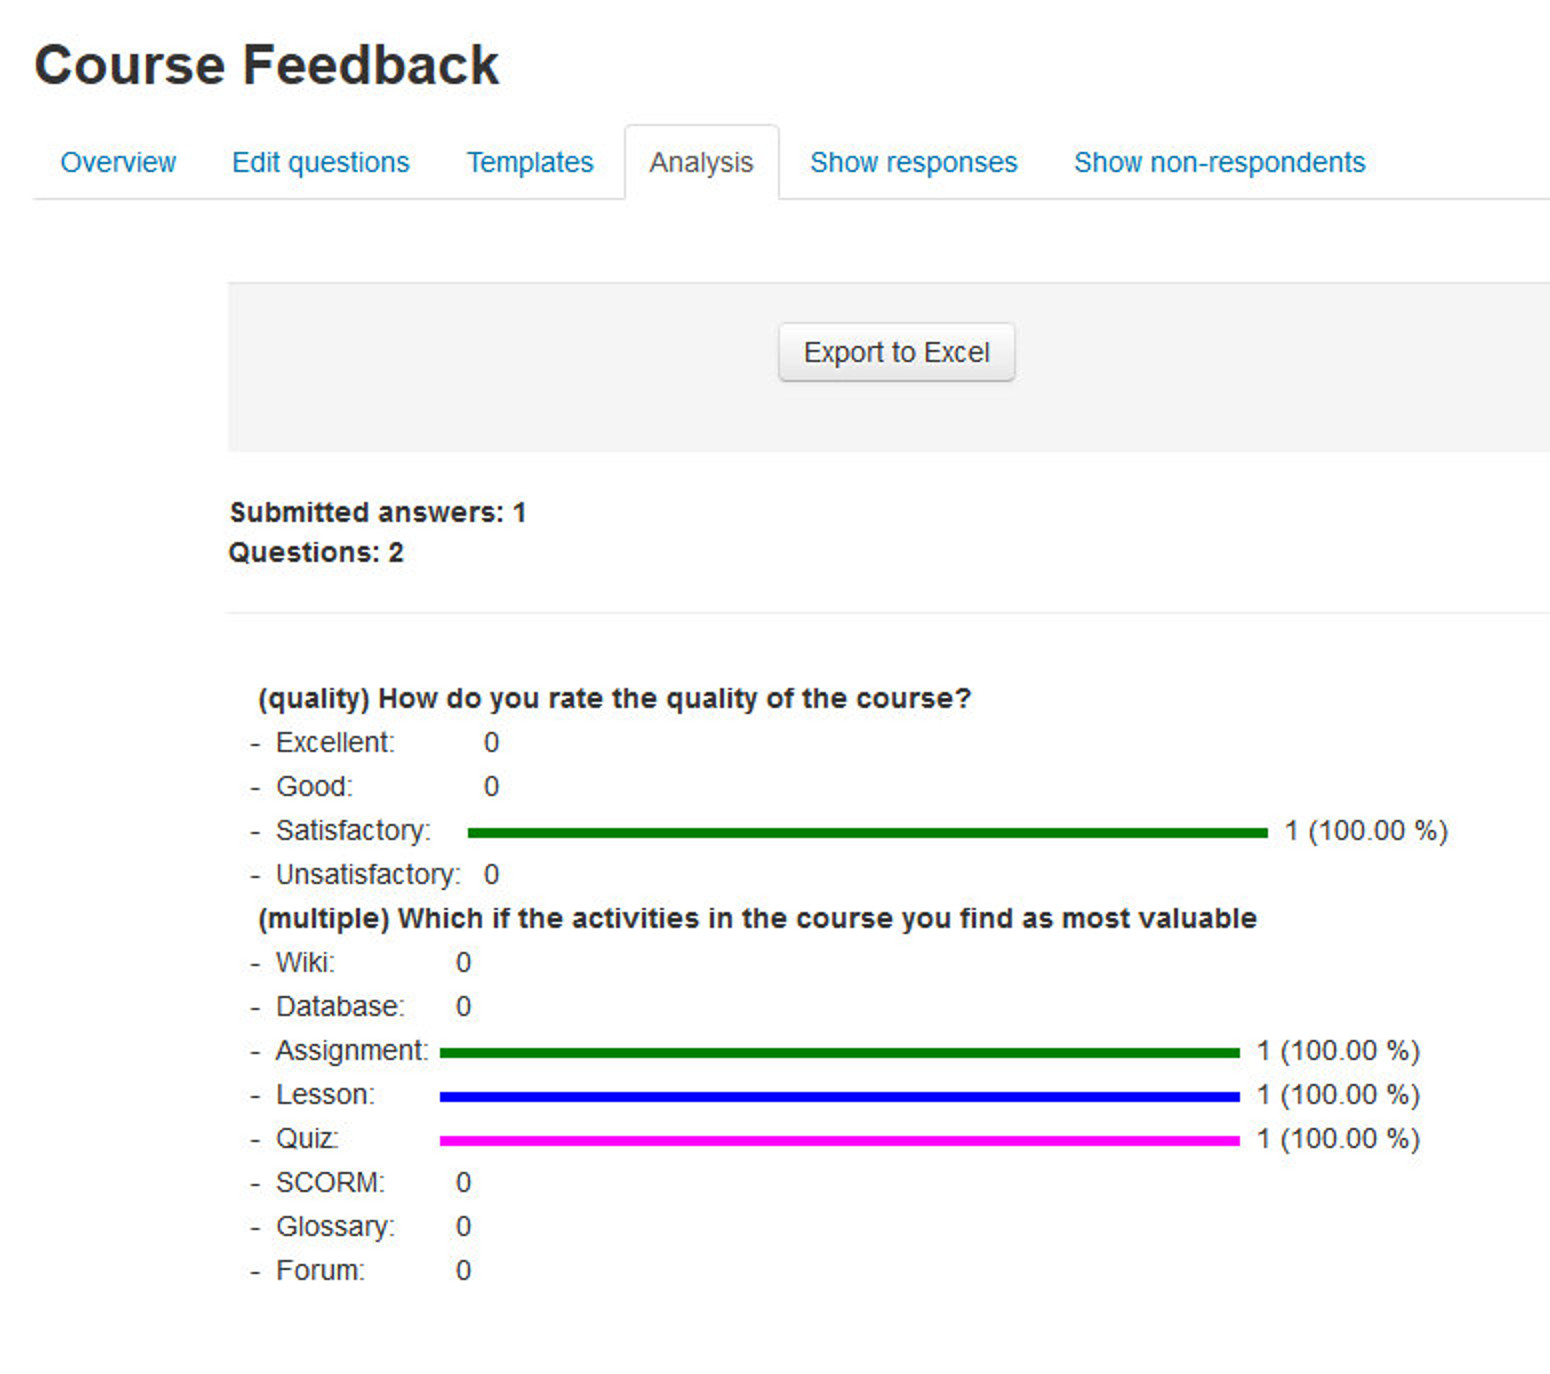 Course Feedback
Overview Edit questions Templates Analysis Show responses Show non-respondents
Export to Excel
Submitted answers: 1
Questions: 2
(quality) How do you rate the quality of the course?
- Excellent: 0
- Good: 0
- Satisfactory: 1 (100.00 %)
- Unsatisfactory: 0
(multiple) Which if the activities in the course you find as most valuable
- Wiki: 0
- Database: 0
- Assignment: 1 (100.00 %)
- Lesson: 1 (100.00 %)
- Quiz: 1 (100.00 %)
- SCORM: 0
- Glossary: 0
- Forum: 0